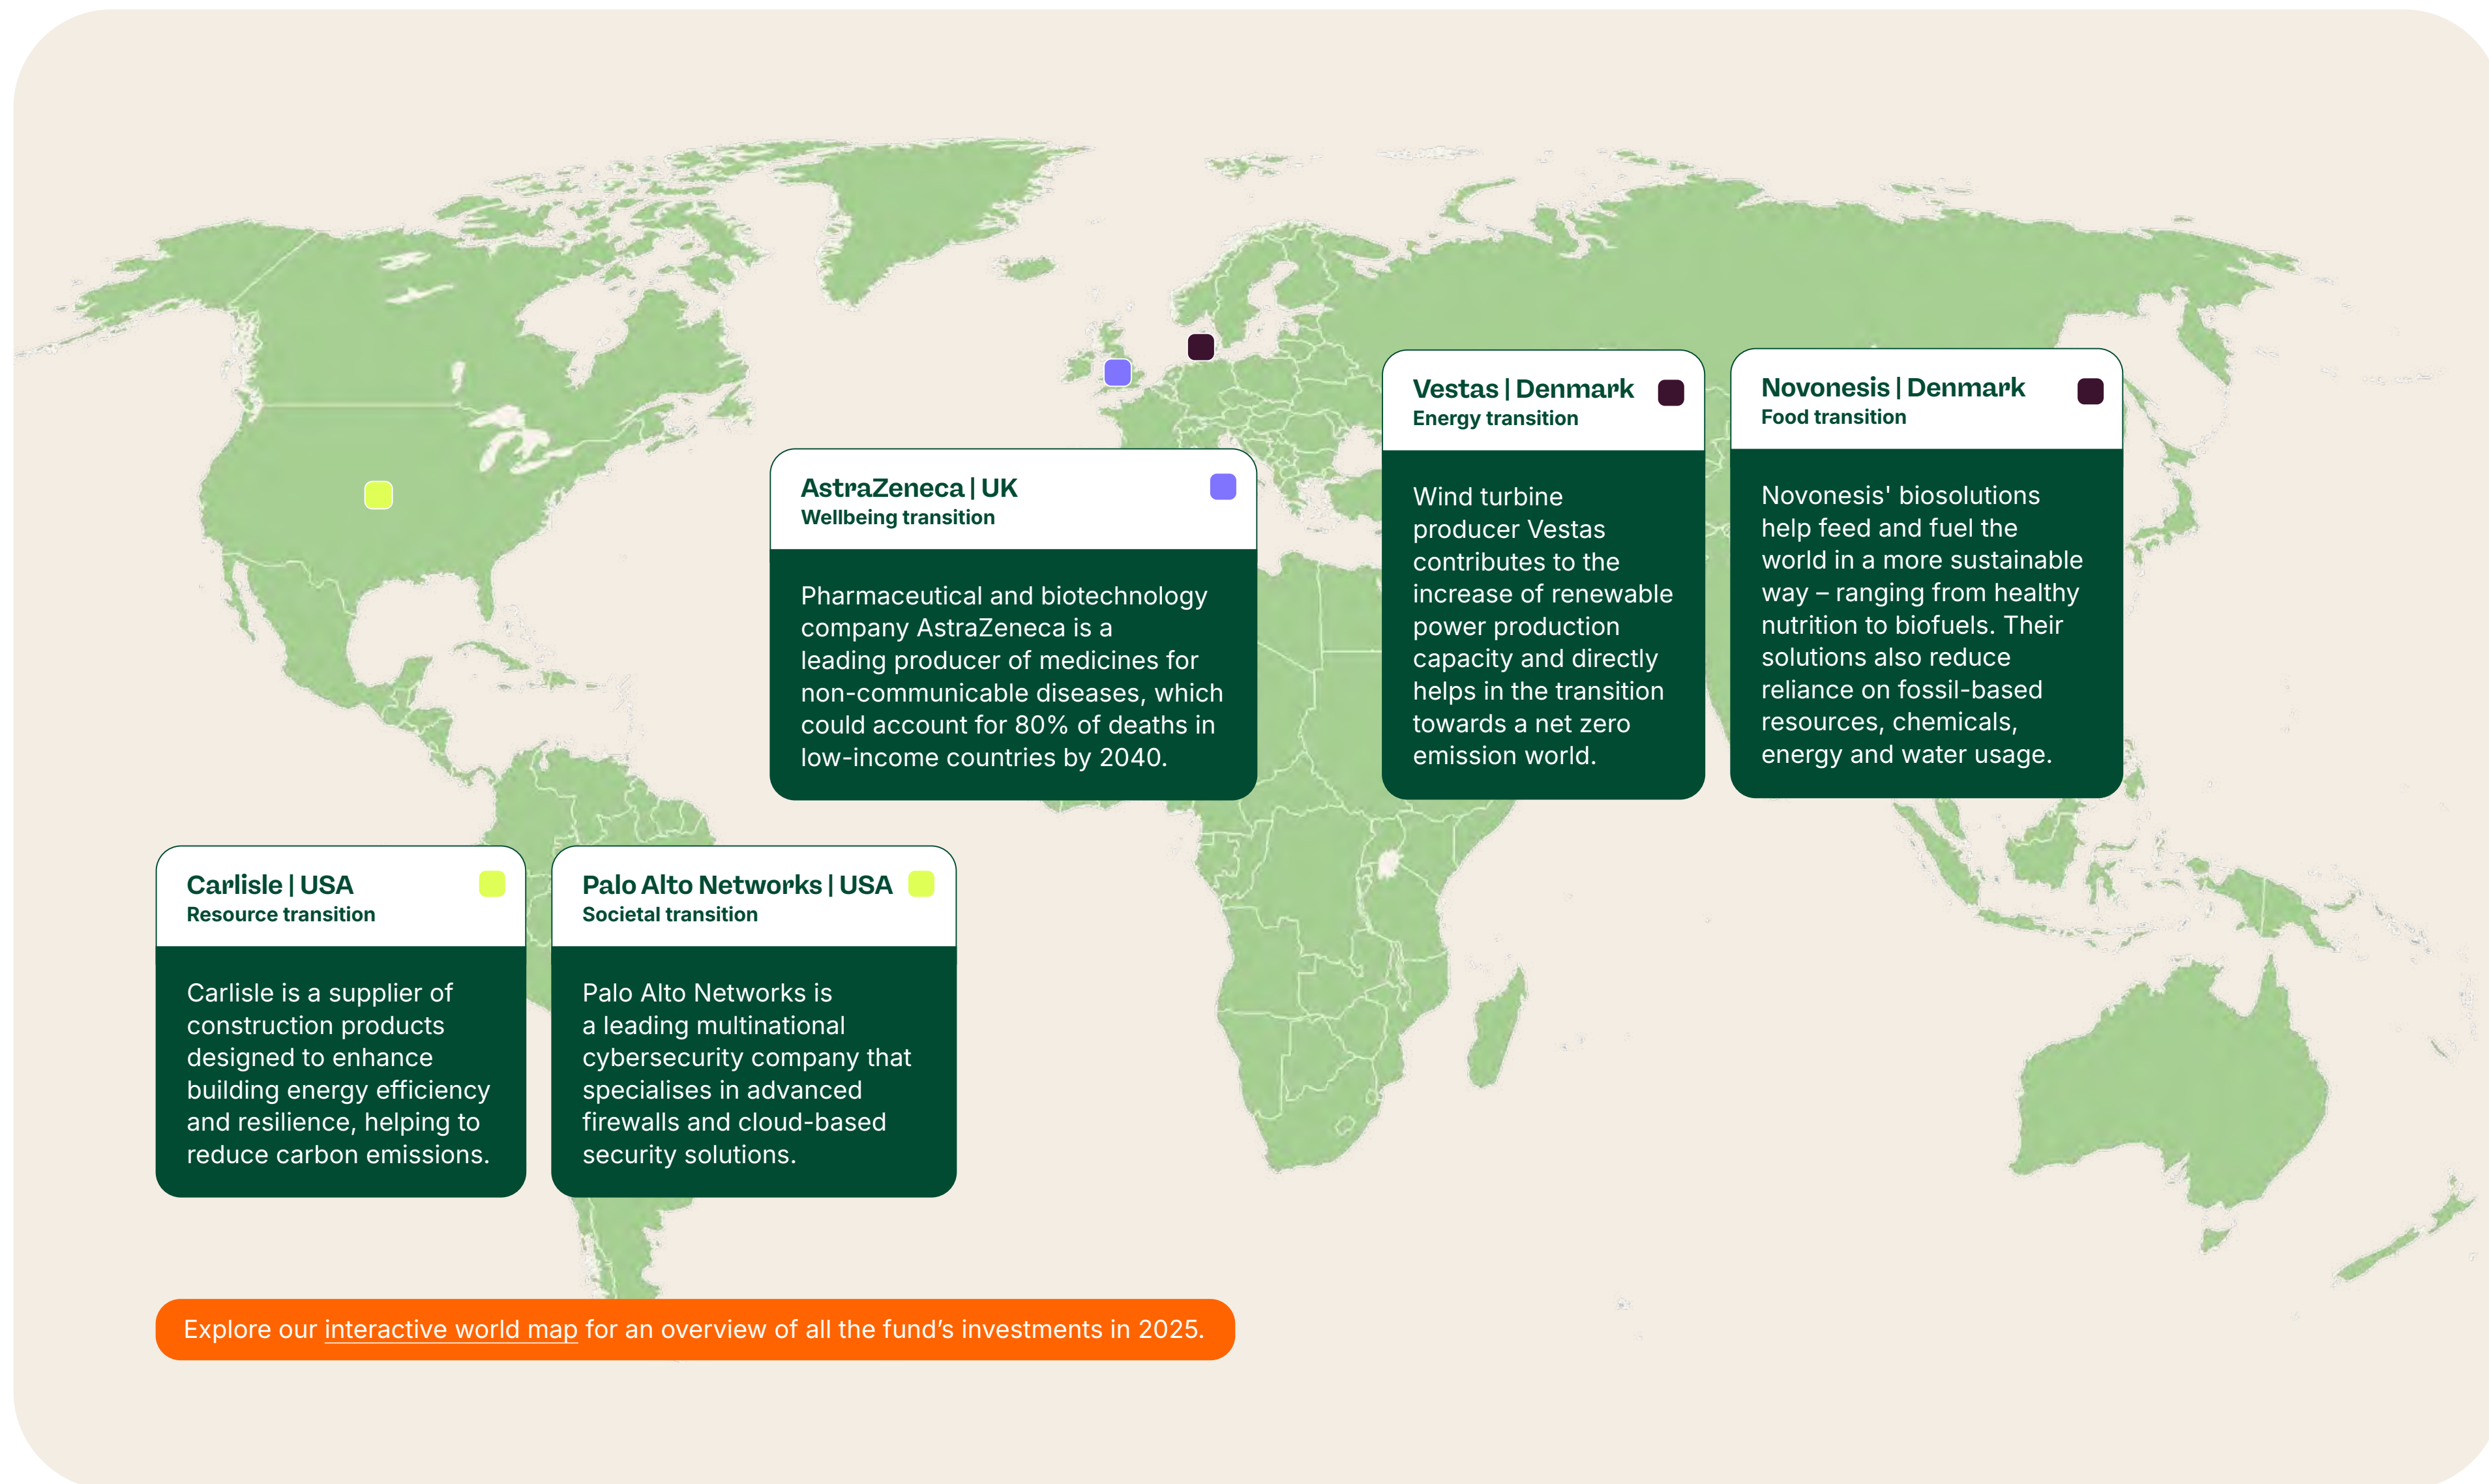 Vestas | Denmark
Energy transition
Wind turbine
producer Vestas
contributes to the
increase of renewable
power production
capacity and directly
helps in the transition
towards a net zero
emission world.
Novonesis | Denmark
Food transition
Novonesis' biosolutions
help feed and fuel the
world in a more sustainable
way – ranging from healthy
nutrition to biofuels. Their
solutions also reduce
reliance on fossil-based
resources, chemicals,
energy and water usage.
AstraZeneca | UK
Wellbeing transition
Pharmaceutical and biotechnology
company AstraZeneca is a
leading producer of medicines for
non-communicable diseases, which
could account for 80% of deaths in
low-income countries by 2040.
Carlisle | USA
Resource transition
Carlisle is a supplier of
construction products
designed to enhance
building energy efficiency
and resilience, helping to
reduce carbon emissions.
Palo Alto Networks | USA
Societal transition
Palo Alto Networks is
a leading multinational
cybersecurity company that
specialises in advanced
firewalls and cloud-based
security solutions.
Explore our interactive world map for an overview of all the fund’s investments in 2025.